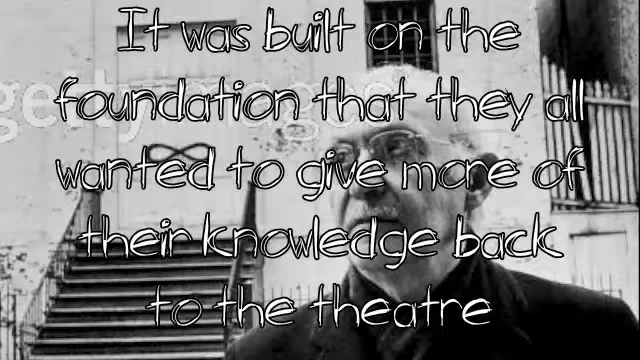 It was built on the
foundation that they all
wanted to give more of
their knowledge back
to the theatre